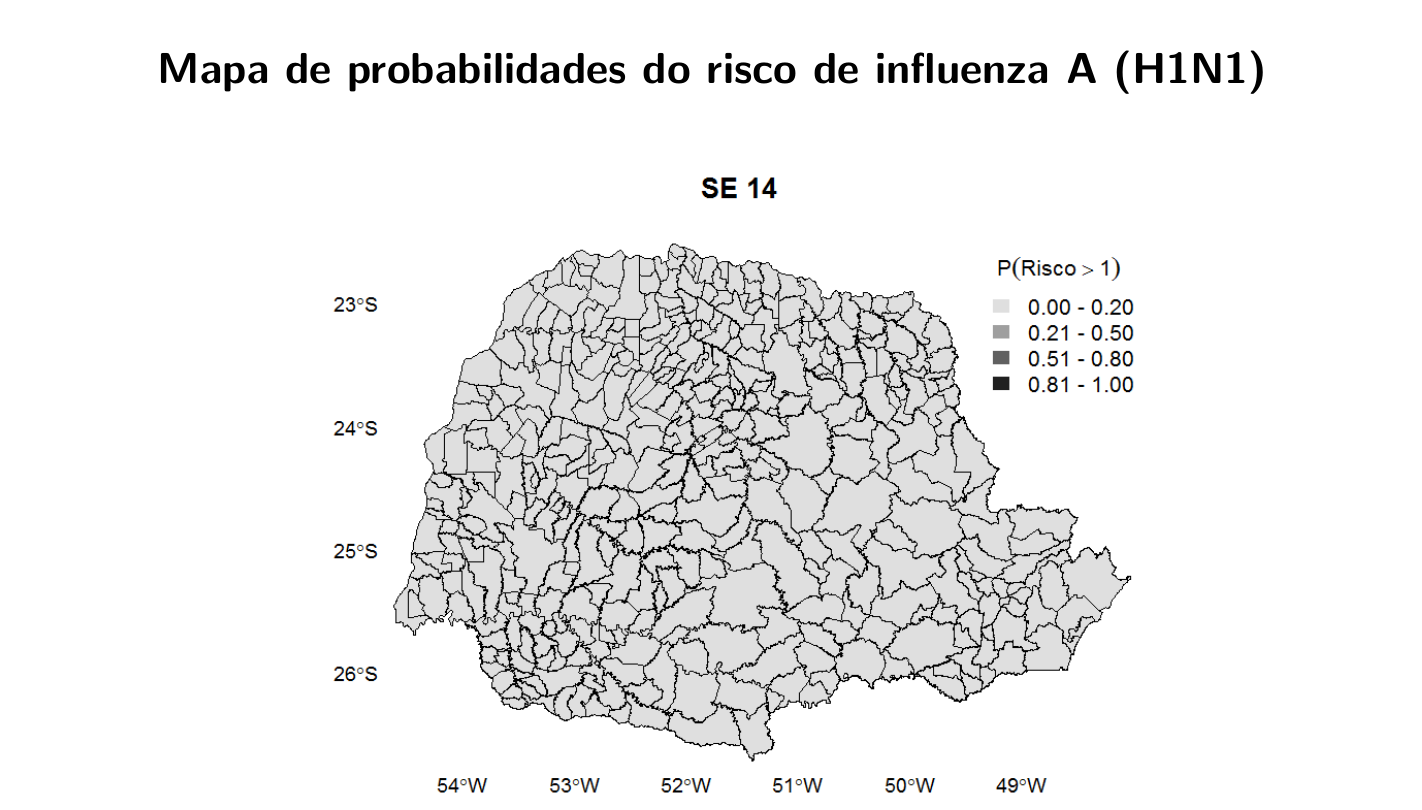 Mapa de probabilidades do risco de influenza A (H1N1)
SE 14
P(Risco > 1)
0.00 - 0.20
0.21 - 0.50
0.51 - 0.80
0.81 - 1.00
23°S
24°S
25°S
26°S
54°W 53°W 52°W 51°W 50°W 49°W